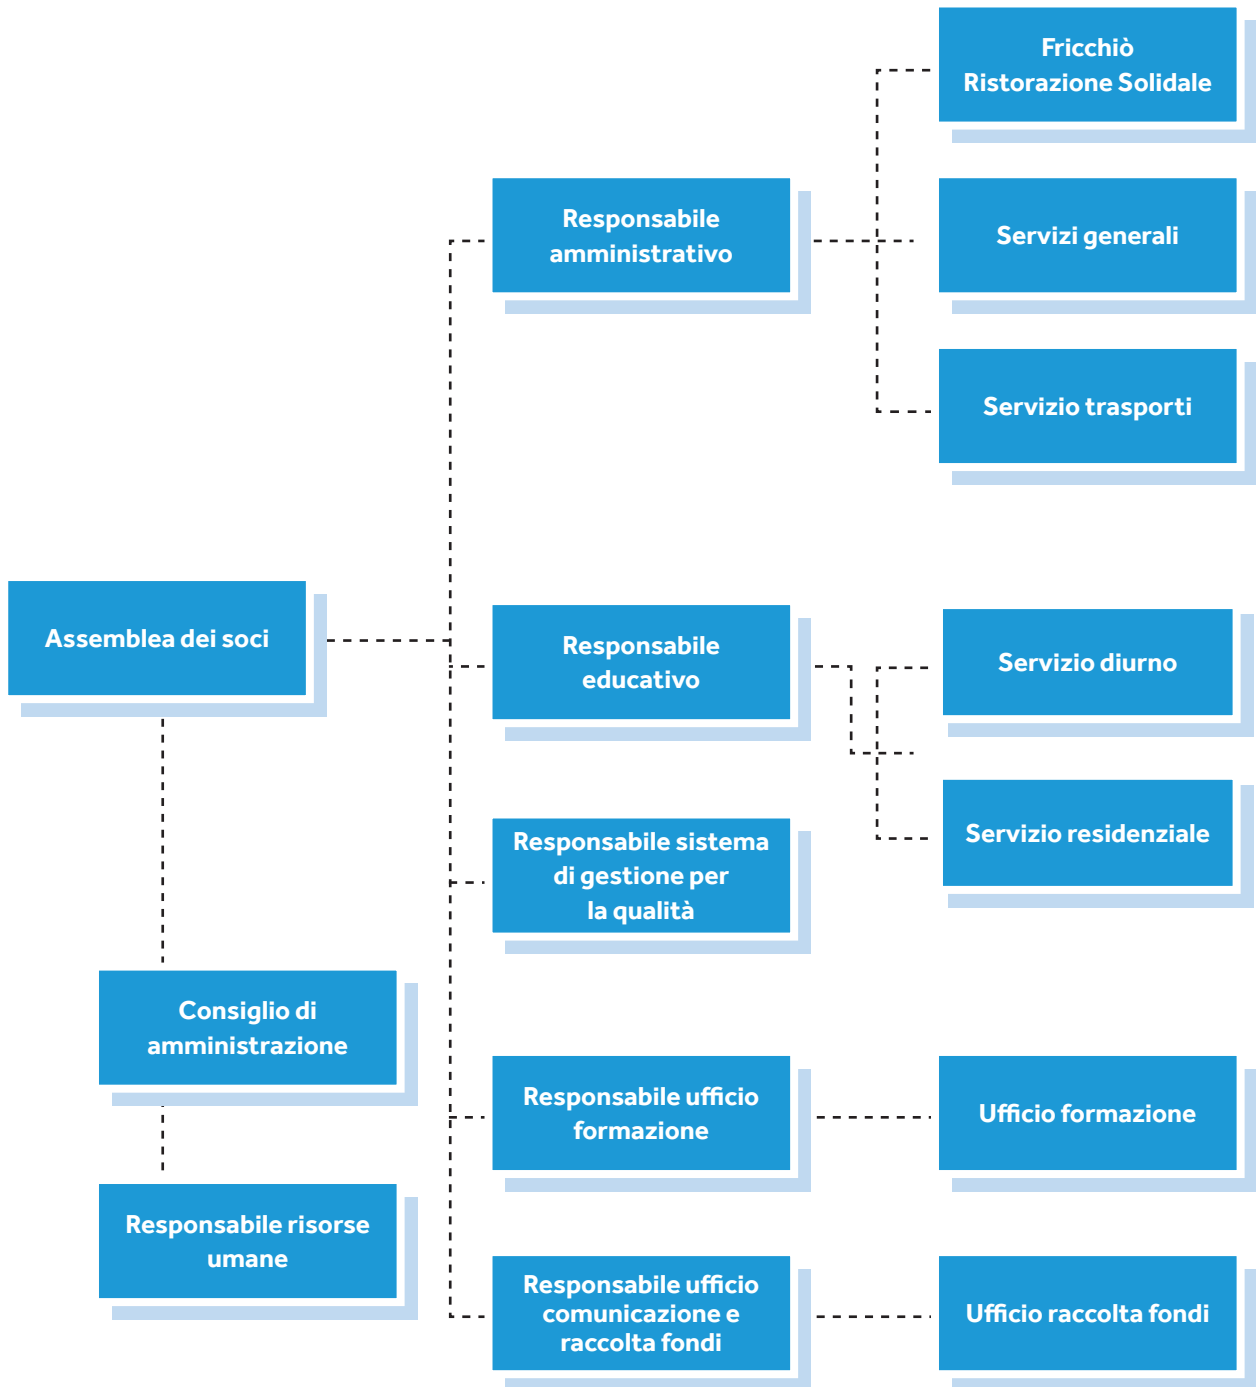 Fricchiò
Ristorazione Solidale
Responsabile
amministrativo
Servizi generali
Servizio trasporti
Assemblea dei soci
Responsabile
educativo
Servizio diurno
Servizio residenziale
Responsabile sistema
di gestione per
la qualità
Consiglio di
amministrazione
Responsabile ufficio
formazione
Ufficio formazione
Responsabile risorse
umane
Responsabile ufficio
comunicazione e
raccolta fondi
Ufficio raccolta fondi